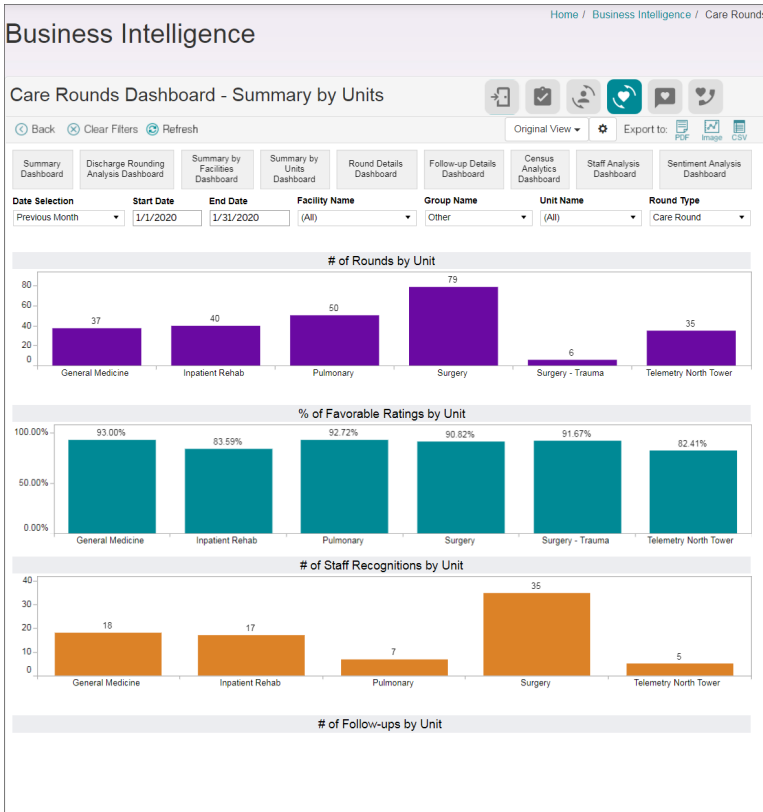 Home / Business Intelligence / Care Rounds
Business Intelligence
Care Rounds Dashboard - Summary by Units
Back Clear Filters Refresh
Original View Export to: PDF Image CSV
Summary
Dashboard
Discharge Rounding
Analysis Dashboard
Summary by
Facilities
Dashboard
Summary by
Units
Dashboard
Round Details
Dashboard
Follow-up Details
Dashboard
Census
Analytics
Dashboard
Staff Analysis
Dashboard
Sentiment Analysis
Dashboard
Date Selection Start Date End Date Facility Name Group Name Unit Name Round Type
Previous Month 1/1/2020 1/31/2020 (All) Other (All) Care Round
# of Rounds by Unit
80
60
40
20
0
37 40 50 79 6 35
General Medicine Inpatient Rehab Pulmonary Surgery Surgery - Trauma Telemetry North Tower
% of Favorable Ratings by Unit
100.00%
50.00%
0.00%
93.00% 83.59% 92.72% 90.82% 91.67% 82.41%
General Medicine Inpatient Rehab Pulmonary Surgery Surgery - Trauma Telemetry North Tower
# of Staff Recognitions by Unit
40
30
20
10
0
18 17 7 35 5
General Medicine Inpatient Rehab Pulmonary Surgery Telemetry North Tower
# of Follow-ups by Unit